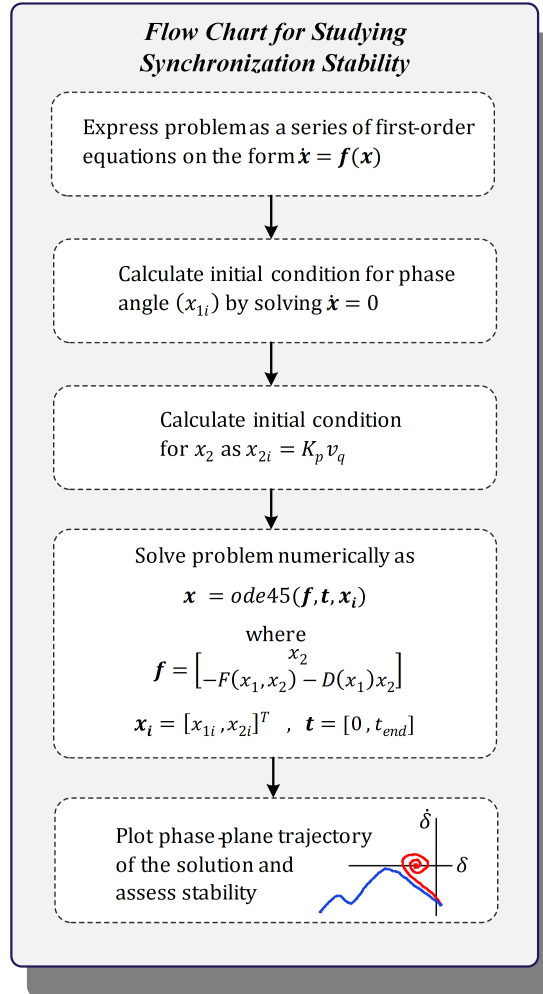 Flow Chart for Studying
Synchronization Stability
Express problem as a series of first-order
equations on the form ẋ = f(x)
Calculate initial condition for phase
angle (x₁ᵢ) by solving ẋ = 0
Calculate initial condition
for x₂ as x₂ᵢ = Kₚv_q
Solve problem numerically as
x = ode45(f,t,xᵢ)
where
f = [x₂
−F(x₁,x₂) − D(x₁)x₂]
xᵢ = [x₁ᵢ,x₂ᵢ]ᵀ , t = [0,t_end]
Plot phase-plane trajectory
of the solution and
assess stability
δ̇
δ